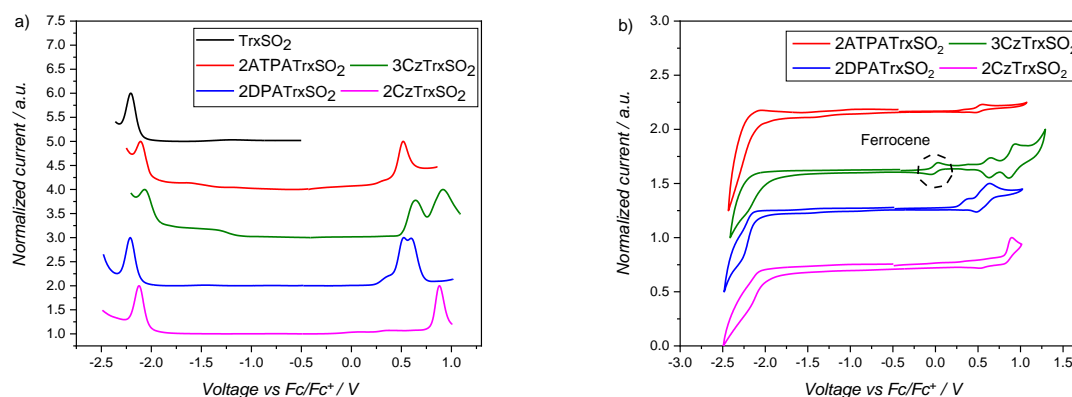 a)
7.5
7.0
6.5
6.0
5.5
5.0
4.5
4.0
3.5
3.0
2.5
2.0
1.5
1.0
Normalized current / a.u.
TrxSO2
2ATPATrxSO2 3CzTrxSO2
2DPATrxSO2 2CzTrxSO2
-2.5 -2.0 -1.5 -1.0 -0.5 0.0 0.5 1.0
Voltage vs Fc/Fc+ / V
b)
3.0
2.5
2.0
1.5
1.0
0.5
0.0
Normalized current / a.u.
2ATPATrxSO2 3CzTrxSO2
2DPATrxSO2 2CzTrxSO2
Ferrocene
-3.0 -2.5 -2.0 -1.5 -1.0 -0.5 0.0 0.5 1.0 1.5
Voltage vs Fc/Fc+ / V